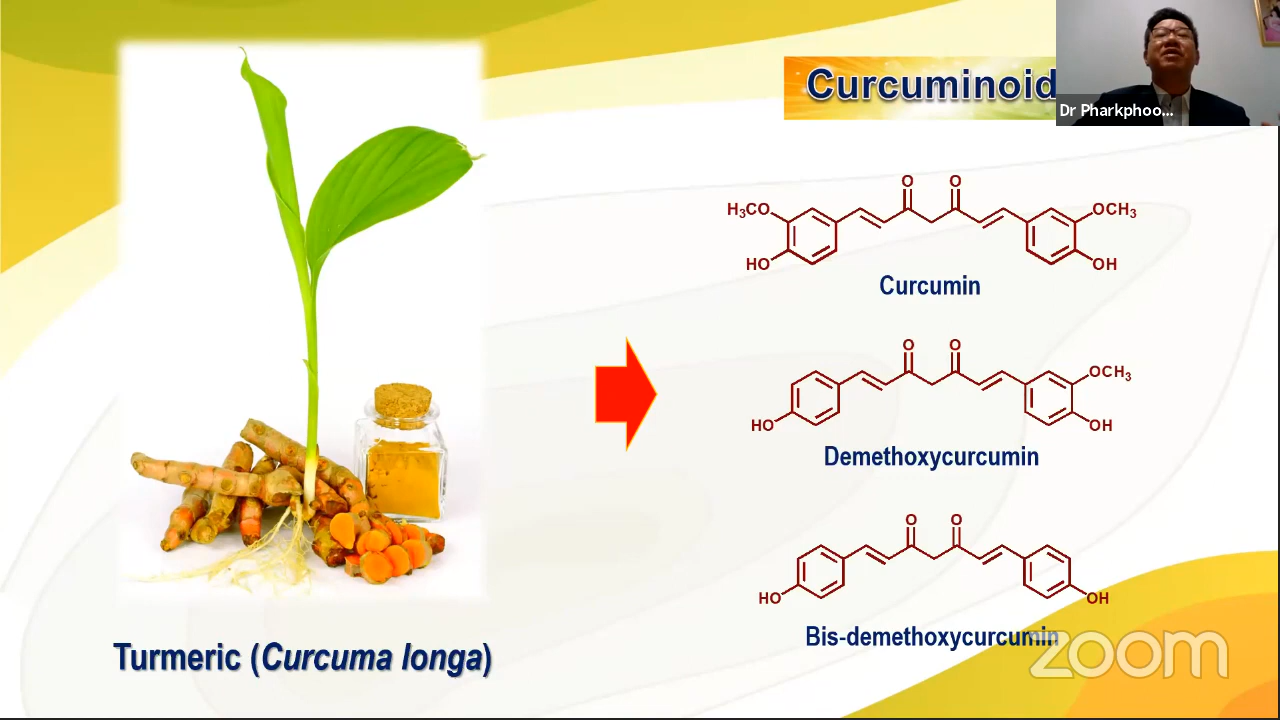 Curcuminoid
Dr Pharkphoo...
O O
H₃CO OCH₃
HO OH
Curcumin
O O
OCH₃
HO OH
Demethoxycurcumin
O O
HO OH
Bis-demethoxycurcumin
Turmeric (Curcuma longa)
zoom